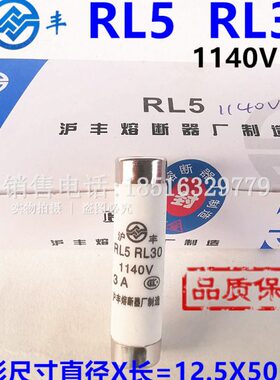 沪丰 RL5 RL3
1140V
RL5 1140V
沪丰熔断器厂制造
销售电话:18516329779
实物拍摄 盗图必究
沪丰
RL5 RL30
1140V
3A
沪丰熔断器厂制造
品质保
GUARAN
形尺寸直径X长=12.5X50